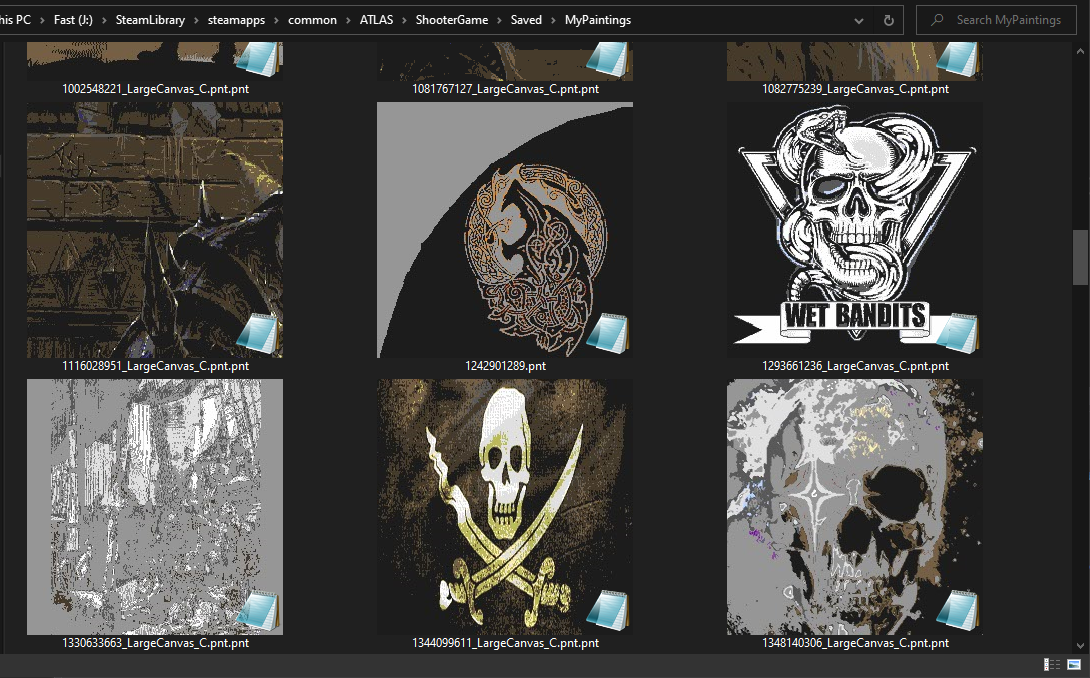 his PC > Fast (J:) > SteamLibrary > steamapps > common > ATLAS > ShooterGame > Saved > MyPaintings
Search MyPaintings
1002548221_LargeCanvas_C.pnt.pnt
1081767127_LargeCanvas_C.pnt.pnt
1082775239_LargeCanvas_C.pnt.pnt
WET BANDITS
1116028951_LargeCanvas_C.pnt.pnt
1242901289.pnt
1293661236_LargeCanvas_C.pnt.pnt
1330633663_LargeCanvas_C.pnt.pnt
1344099611_LargeCanvas_C.pnt.pnt
1348140306_LargeCanvas_C.pnt.pnt